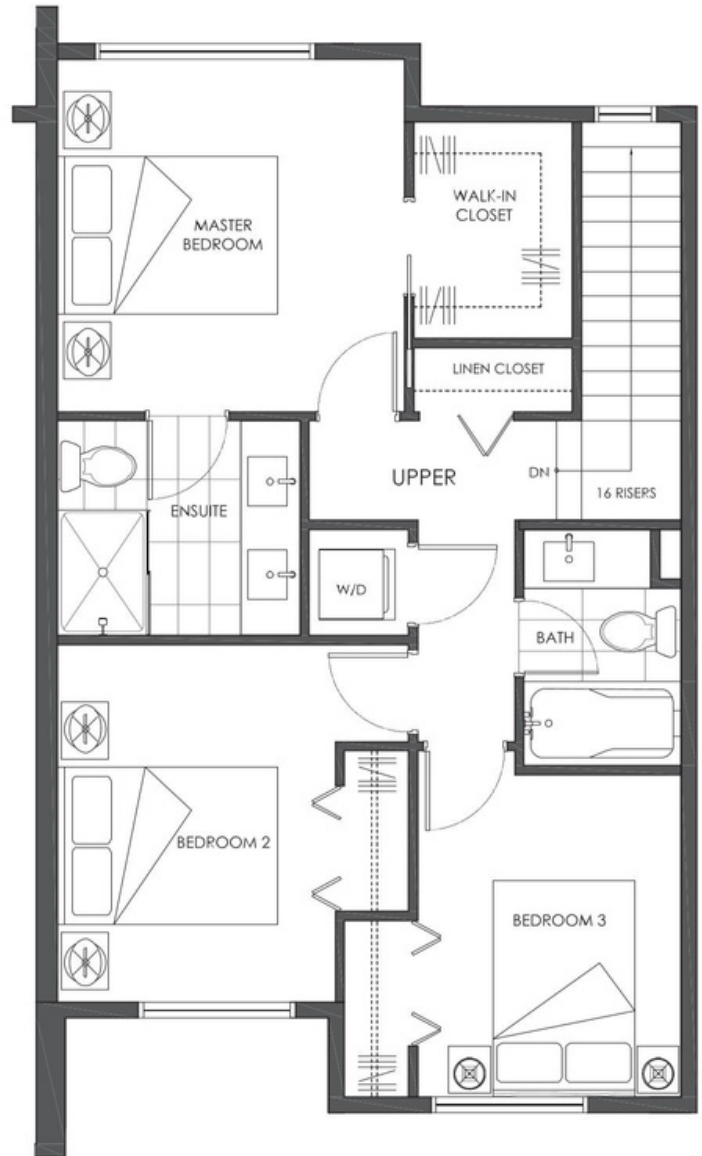 MASTER
BEDROOM
WALK-IN
CLOSET
LINEN CLOSET
UPPER
DN
16 RISERS
ENSUITE
W/D
BATH
BEDROOM 2
BEDROOM 3